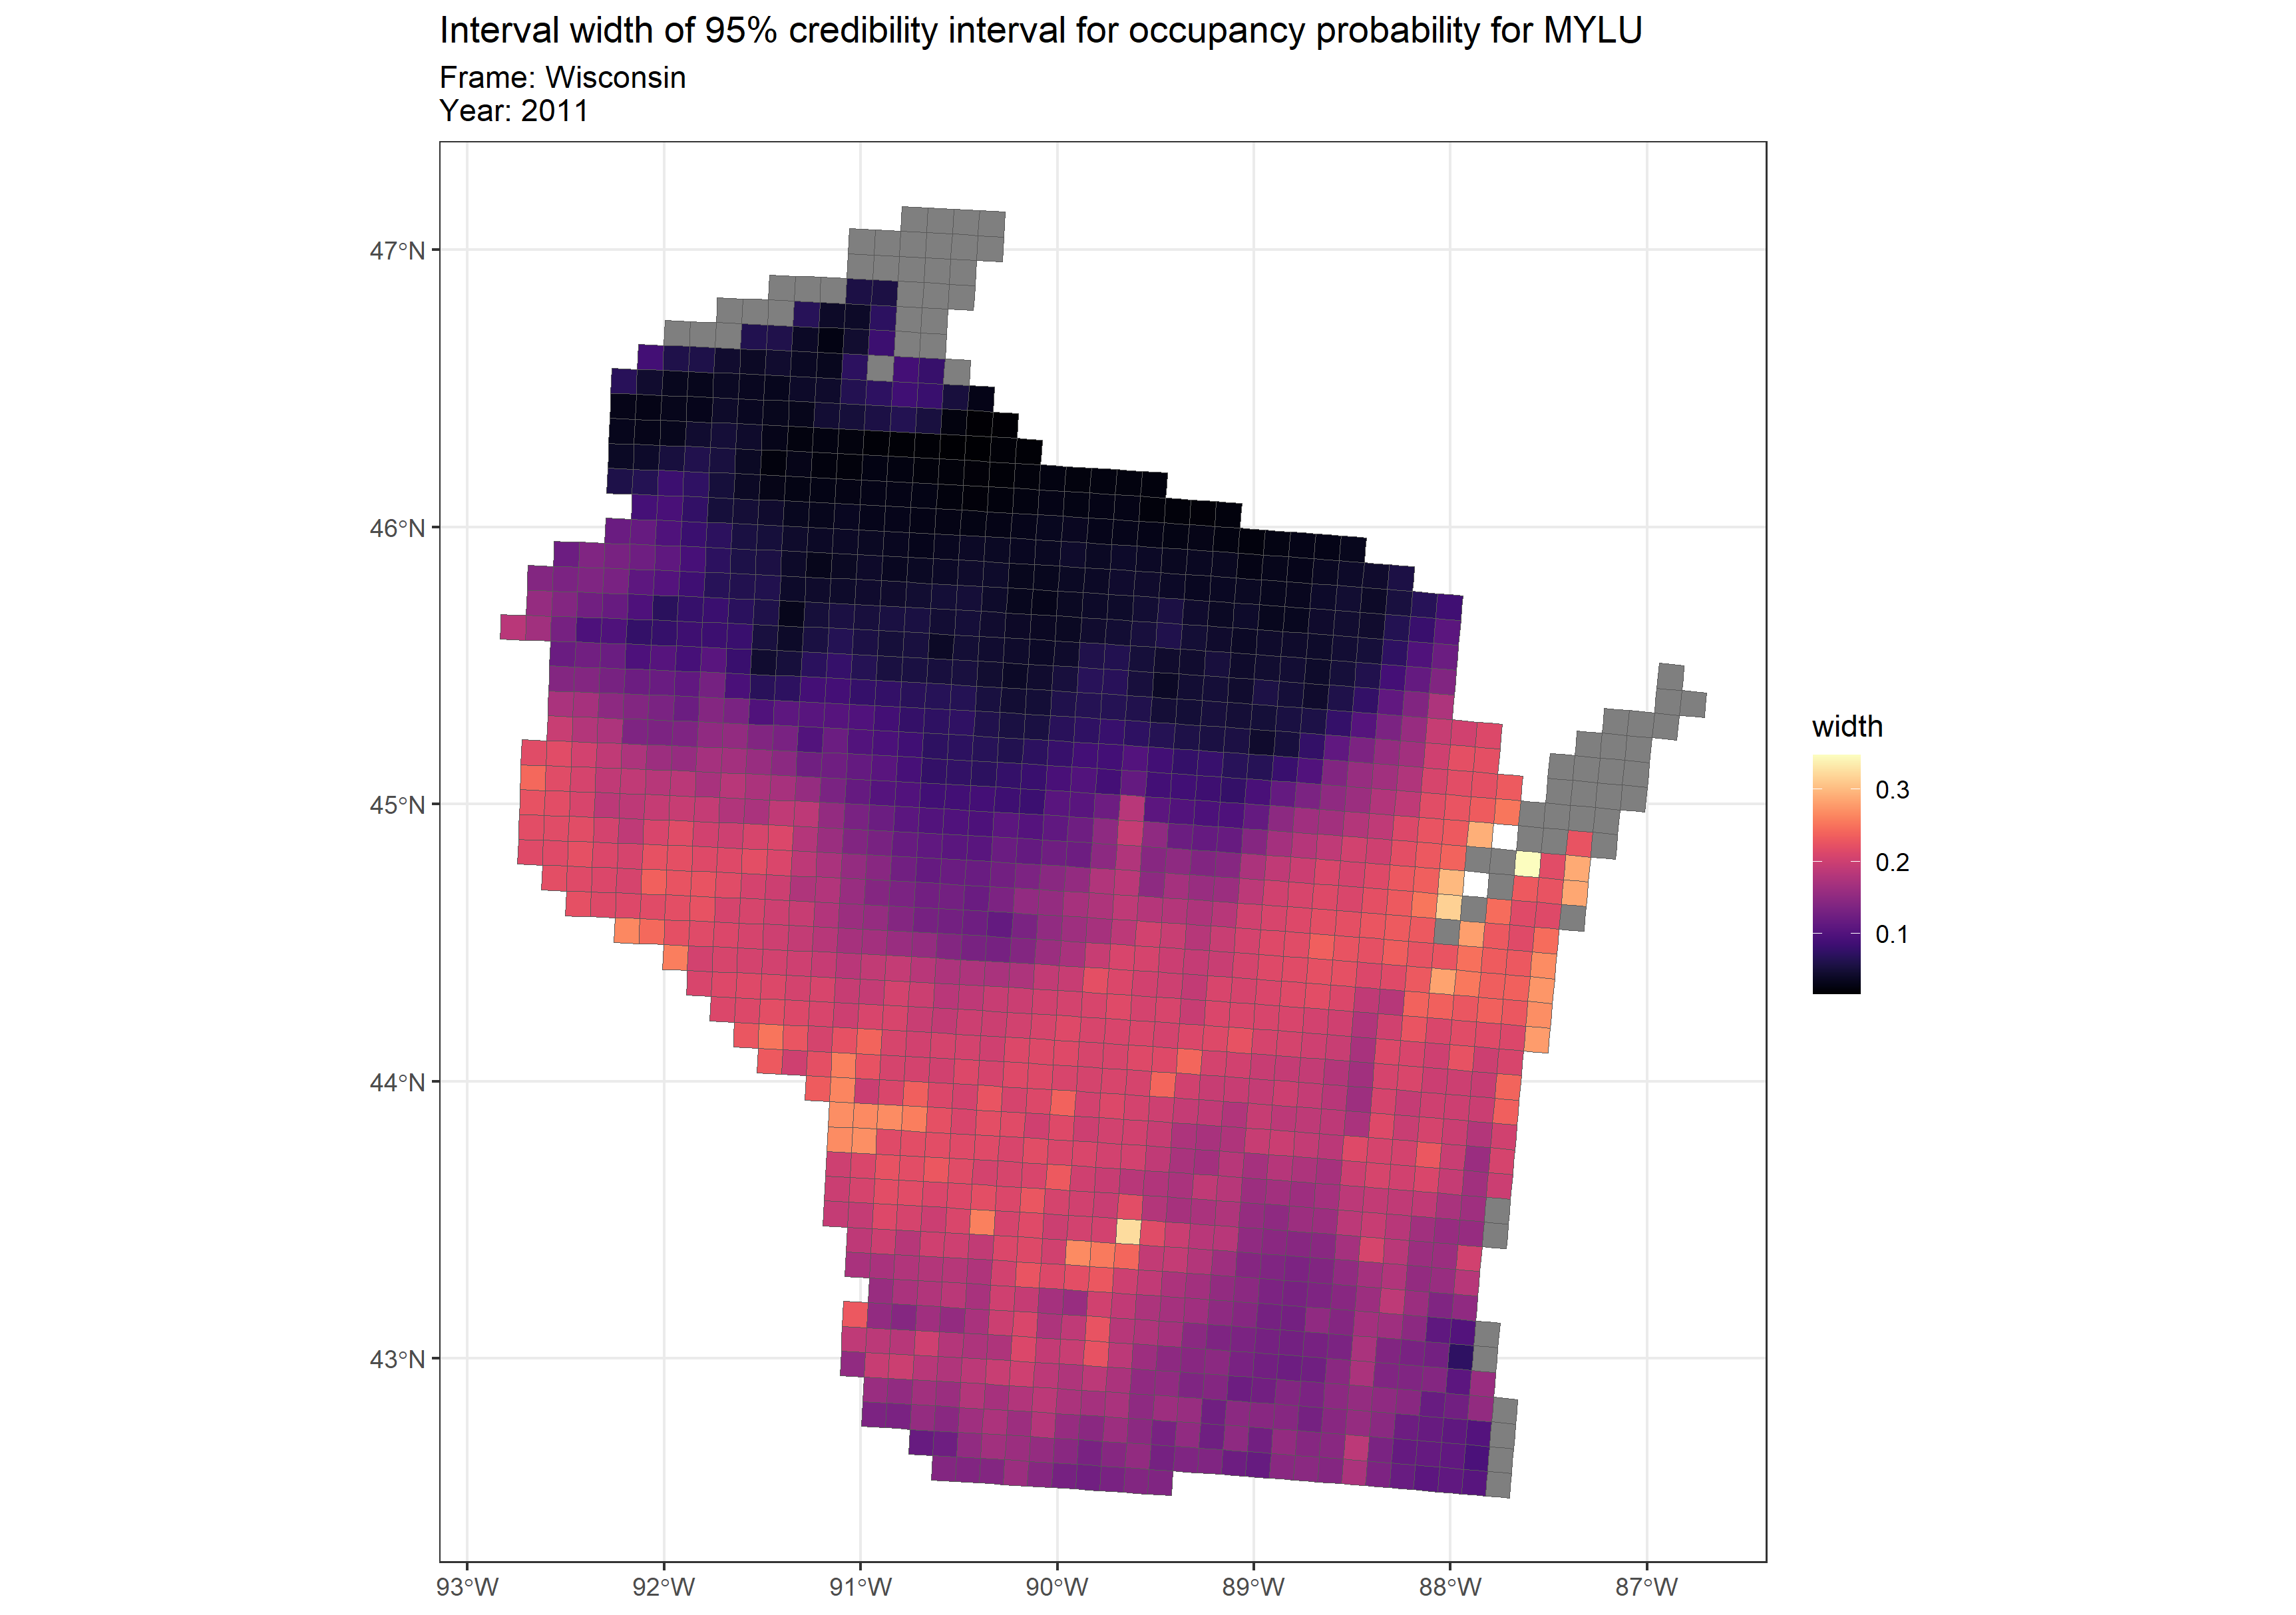 Interval width of 95% credibility interval for occupancy probability for MYLU
Frame: Wisconsin
Year: 2011
47°N
46°N
45°N
44°N
43°N
93°W
92°W
91°W
90°W
89°W
88°W
87°W
width
0.3
0.2
0.1